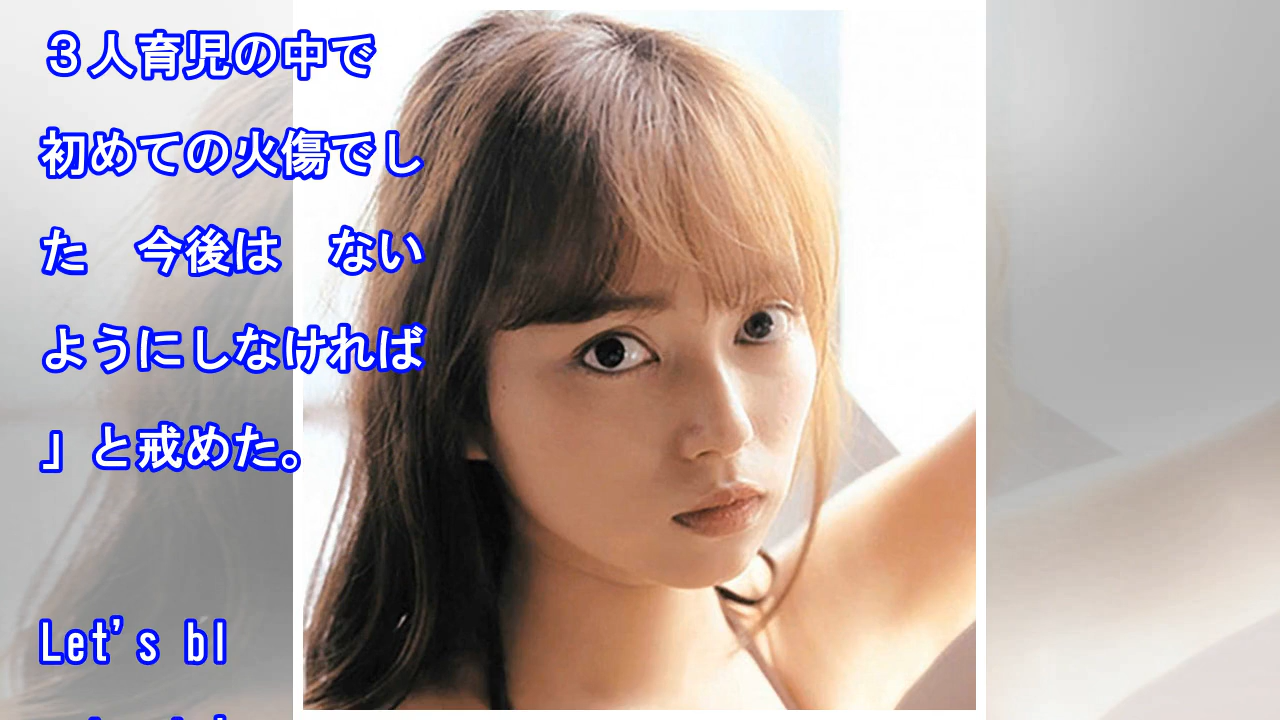 ３人育児の中で
初めての火傷でし
た　今後は　ない
ようにしなければ
」と戒めた。
Let's bl